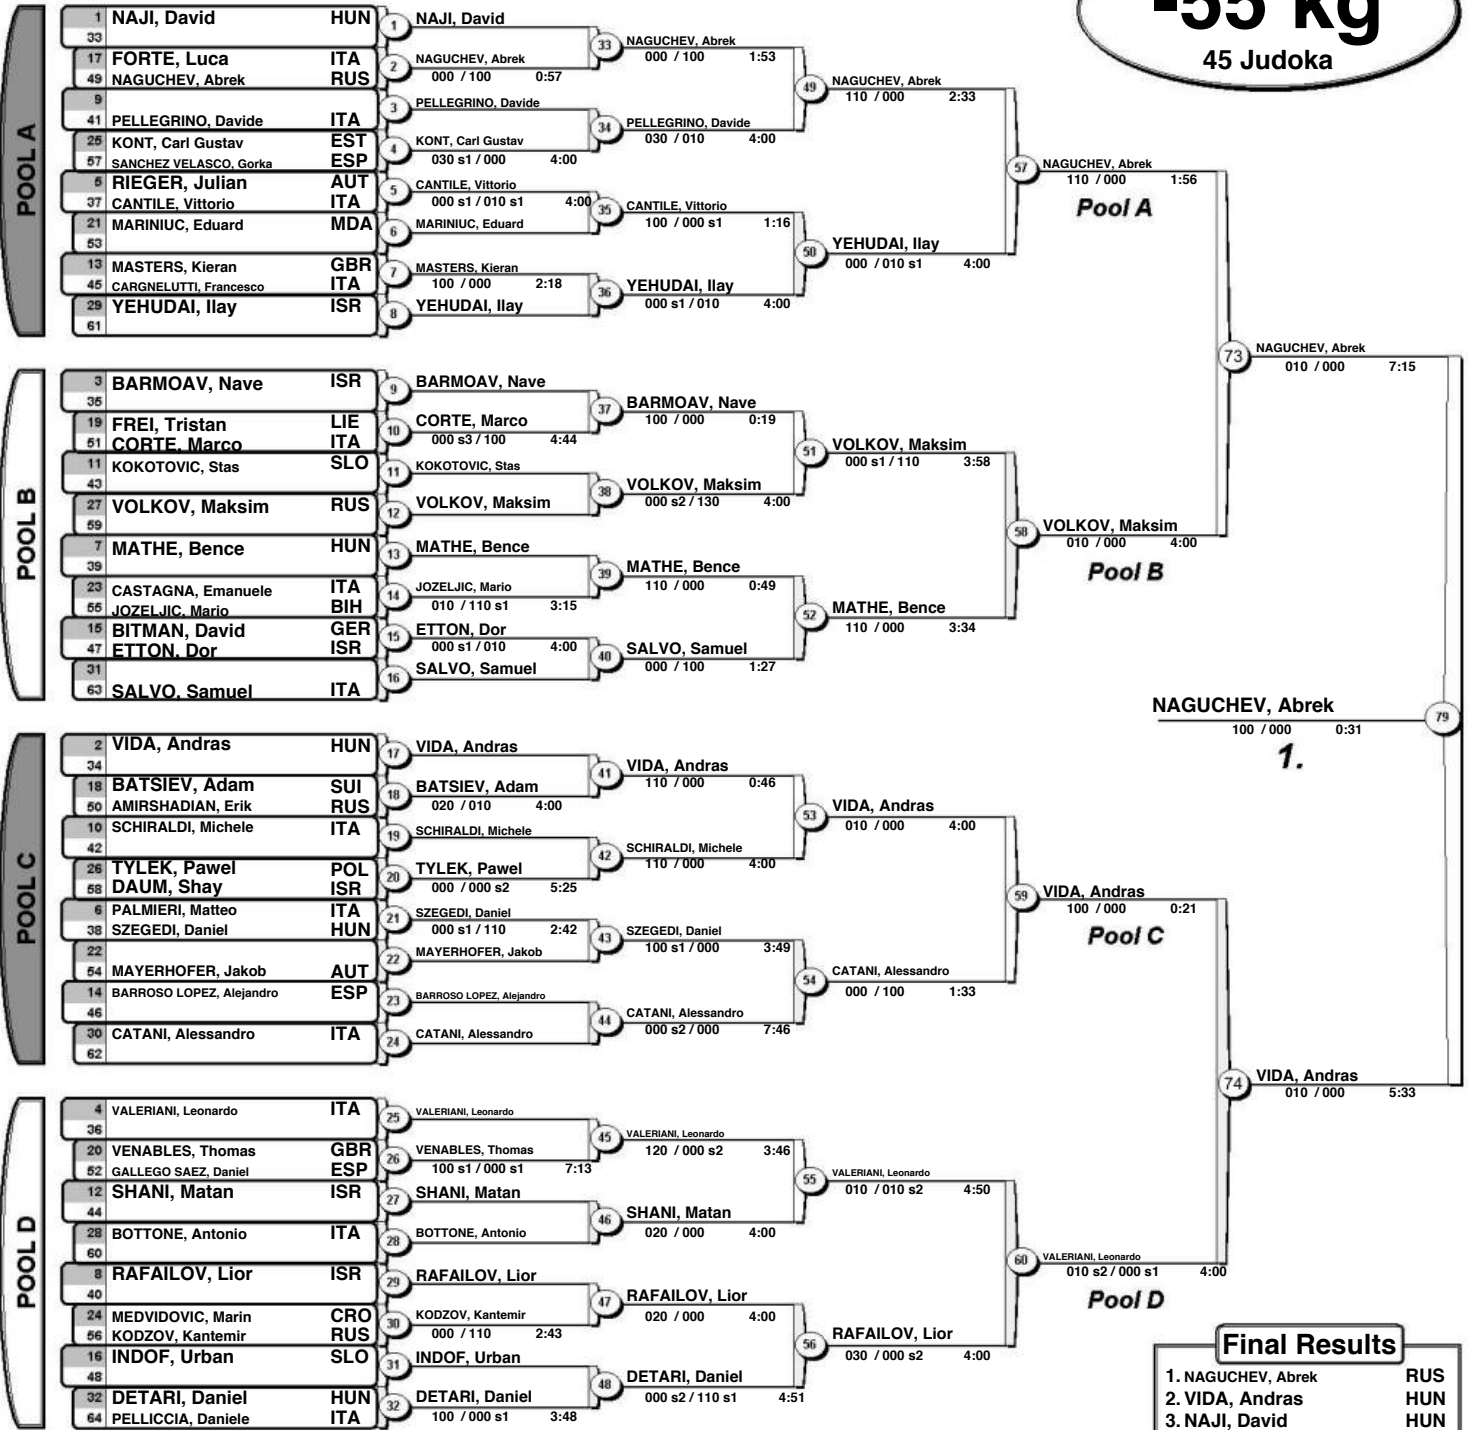 -55 kg
45 Judoka
POOL A
1 NAJI, David HUN
33
17 FORTE, Luca ITA
49 NAGUCHEV, Abrek RUS
9
41 PELLEGRINO, Davide ITA
25 KONT, Carl Gustav EST
57 SANCHEZ VELASCO, Gorka ESP
5 RIEGER, Julian AUT
37 CANTILE, Vittorio ITA
21 MARINIUC, Eduard MDA
53
13 MASTERS, Kieran GBR
45 CARGNELUTTI, Francesco ITA
29 YEHUDAI, Ilay ISR
61
1 NAJI, David
2 NAGUCHEV, Abrek
000 / 100 0:57
3 PELLEGRINO, Davide
4 KONT, Carl Gustav
030 s1 / 000 4:00
5 CANTILE, Vittorio
000 s1 / 010 s1 4:00
6 MARINIUC, Eduard
7 MASTERS, Kieran
100 / 000 2:18
8 YEHUDAI, Ilay
33 NAGUCHEV, Abrek
000 / 100 1:53
34 PELLEGRINO, Davide
030 / 010 4:00
35 CANTILE, Vittorio
100 / 000 s1 1:16
36 YEHUDAI, Ilay
000 s1 / 010 4:00
49 NAGUCHEV, Abrek
110 / 000 2:33
50 YEHUDAI, Ilay
000 / 010 s1 4:00
57 NAGUCHEV, Abrek
110 / 000 1:56
Pool A
POOL B
3 BARMOAV, Nave ISR
35
19 FREI, Tristan LIE
51 CORTE, Marco ITA
11 KOKOTOVIC, Stas SLO
43
27 VOLKOV, Maksim RUS
59
7 MATHE, Bence HUN
39
23 CASTAGNA, Emanuele ITA
55 JOZELJIC, Mario BIH
15 BITMAN, David GER
47 ETTON, Dor ISR
31
63 SALVO, Samuel ITA
9 BARMOAV, Nave
10 CORTE, Marco
000 s3 / 100 4:44
11 KOKOTOVIC, Stas
12 VOLKOV, Maksim
13 MATHE, Bence
14 JOZELJIC, Mario
010 / 110 s1 3:15
15 ETTON, Dor
000 s1 / 010 4:00
16 SALVO, Samuel
37 BARMOAV, Nave
100 / 000 0:19
38 VOLKOV, Maksim
000 s2 / 130 4:00
39 MATHE, Bence
110 / 000 0:49
40 SALVO, Samuel
000 / 100 1:27
51 VOLKOV, Maksim
000 s1 / 110 3:58
52 MATHE, Bence
110 / 000 3:34
58 VOLKOV, Maksim
010 / 000 4:00
Pool B
73 NAGUCHEV, Abrek
010 / 000 7:15
NAGUCHEV, Abrek 79
100 / 000 0:31
1.
POOL C
2 VIDA, Andras HUN
34
18 BATSIEV, Adam SUI
50 AMIRSHADIAN, Erik RUS
10 SCHIRALDI, Michele ITA
42
26 TYLEK, Pawel POL
58 DAUM, Shay ISR
6 PALMIERI, Matteo ITA
38 SZEGEDI, Daniel HUN
22
54 MAYERHOFER, Jakob AUT
14 BARROSO LOPEZ, Alejandro ESP
46
30 CATANI, Alessandro ITA
62
17 VIDA, Andras
18 BATSIEV, Adam
020 / 010 4:00
19 SCHIRALDI, Michele
20 TYLEK, Pawel
000 / 000 s2 5:25
21 SZEGEDI, Daniel
000 s1 / 110 2:42
22 MAYERHOFER, Jakob
23 BARROSO LOPEZ, Alejandro
24 CATANI, Alessandro
41 VIDA, Andras
110 / 000 0:46
42 SCHIRALDI, Michele
110 / 000 4:00
43 SZEGEDI, Daniel
100 s1 / 000 3:49
44 CATANI, Alessandro
000 s2 / 000 7:46
53 VIDA, Andras
010 / 000 4:00
54 CATANI, Alessandro
000 / 100 1:33
59 VIDA, Andras
100 / 000 0:21
Pool C
74 VIDA, Andras
010 / 000 5:33
POOL D
4 VALERIANI, Leonardo ITA
36
20 VENABLES, Thomas GBR
52 GALLEGO SAEZ, Daniel ESP
12 SHANI, Matan ISR
44
28 BOTTONE, Antonio ITA
60
8 RAFAILOV, Lior ISR
40
24 MEDVIDOVIC, Marin CRO
56 KODZOV, Kantemir RUS
16 INDOF, Urban SLO
48
32 DETARI, Daniel HUN
64 PELLICCIA, Daniele ITA
25 VALERIANI, Leonardo
26 VENABLES, Thomas
100 s1 / 000 s1 7:13
27 SHANI, Matan
28 BOTTONE, Antonio
29 RAFAILOV, Lior
30 KODZOV, Kantemir
000 / 110 2:43
31 INDOF, Urban
32 DETARI, Daniel
100 / 000 s1 3:48
45 VALERIANI, Leonardo
120 / 000 s2 3:46
46 SHANI, Matan
020 / 000 4:00
47 RAFAILOV, Lior
020 / 000 4:00
48 DETARI, Daniel
000 s2 / 110 s1 4:51
55 VALERIANI, Leonardo
010 / 010 s2 4:50
56 RAFAILOV, Lior
030 / 000 s2 4:00
60 VALERIANI, Leonardo
010 s2 / 000 s1 4:00
Pool D
Final Results
1. NAGUCHEV, Abrek RUS
2. VIDA, Andras HUN
3. NAJI, David HUN